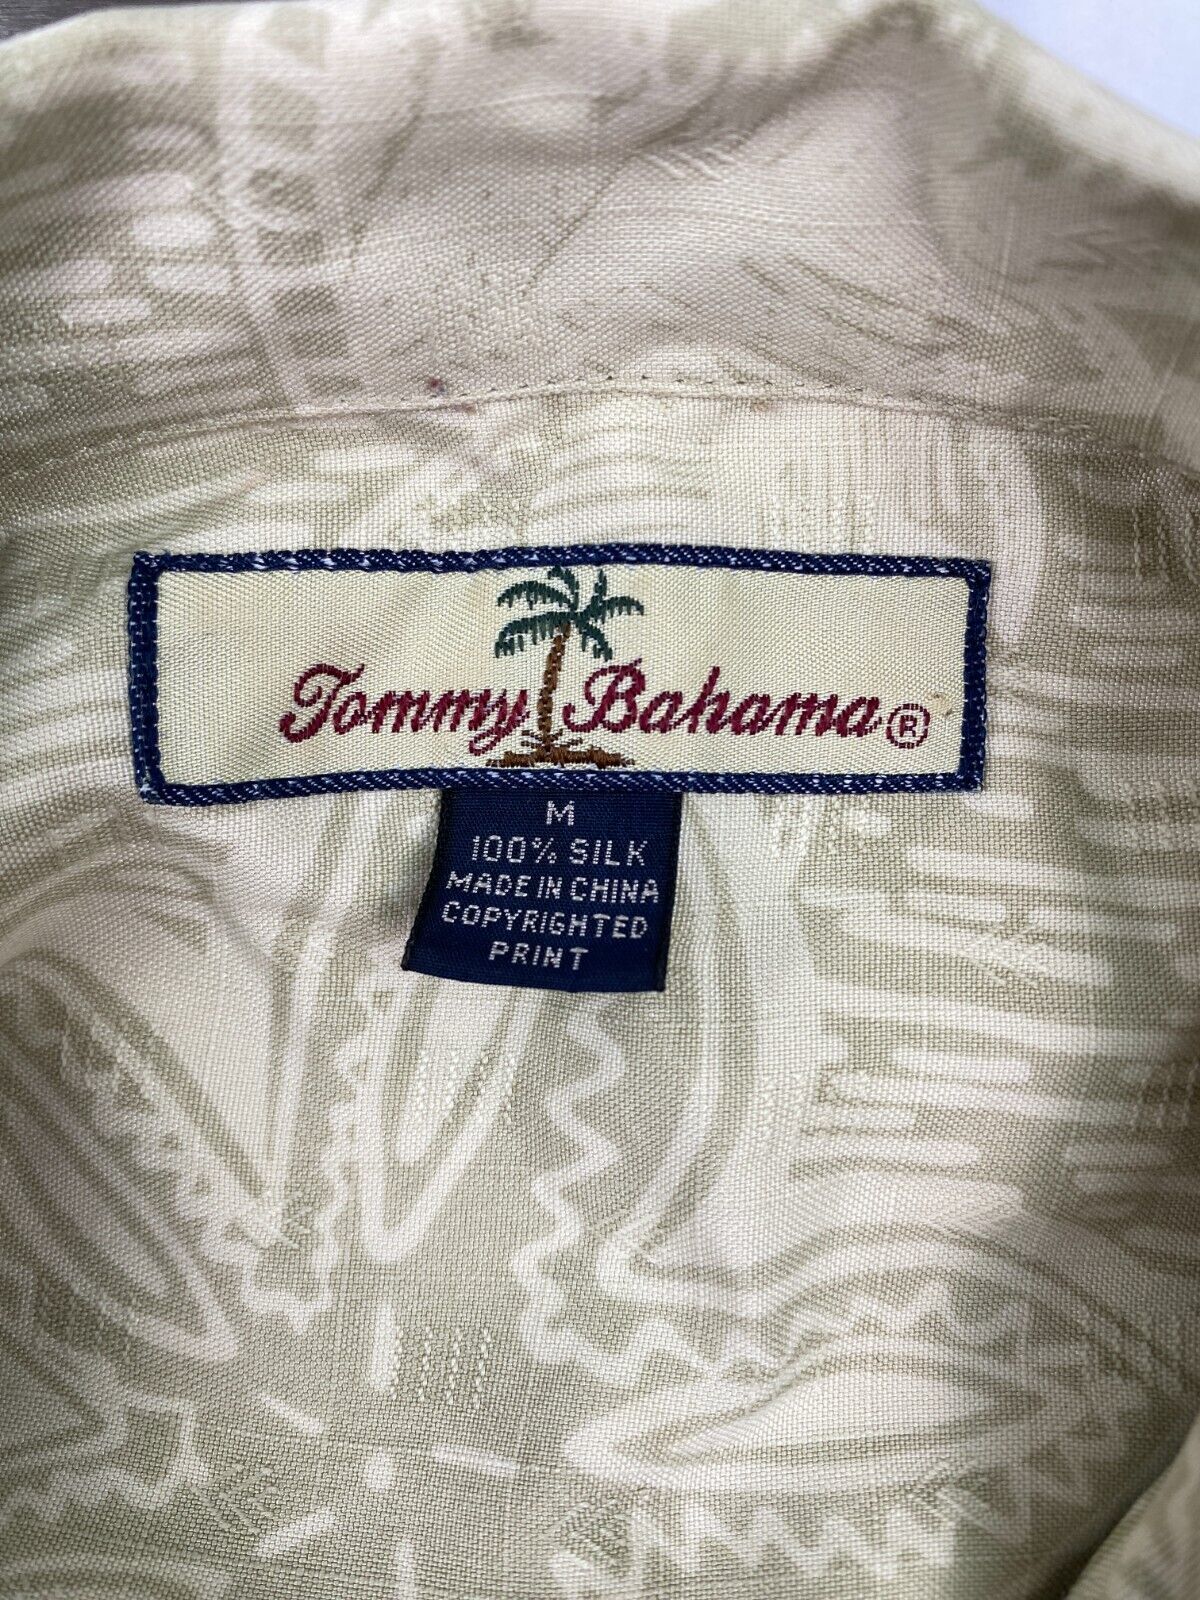 Tommy Bahama®
M
100% SILK
MADE IN CHINA
COPYRIGHTED
PRINT